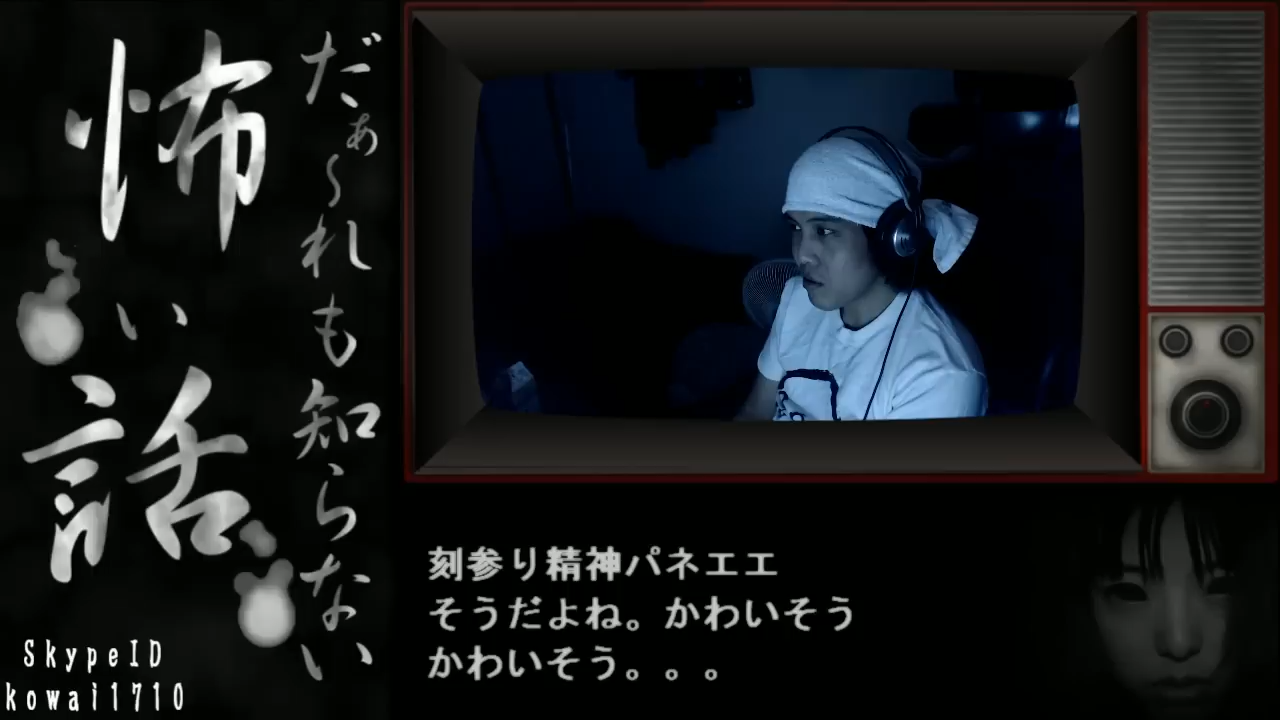 だぁ～れも知らない
怖い話
SkypeID
kowai1710
刻参り精神パネエエ
そうだよね。かわいそう
かわいそう。。。